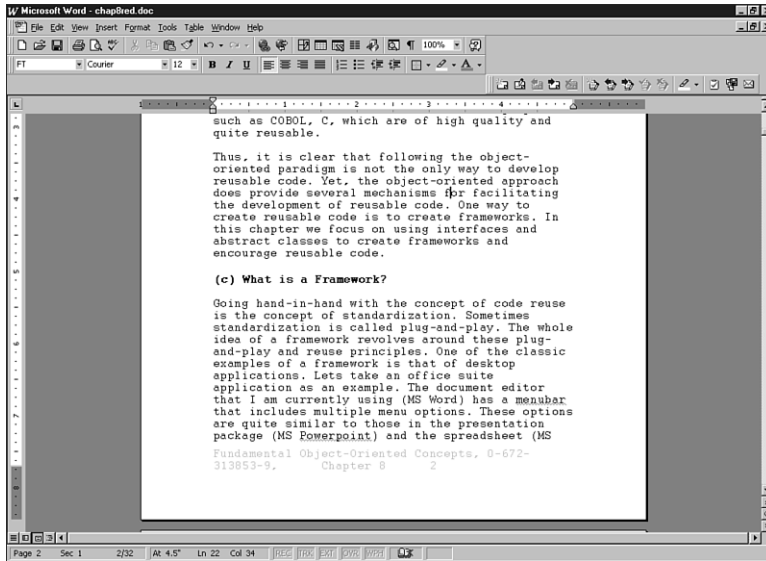 Microsoft Word - chap8red.doc
File Edit View Insert Format Tools Table Window Help
100%
FT Courier 12 B I U
1 1 2 3 4
such as COBOL, C, which are of high quality and
quite reusable.
Thus, it is clear that following the object-
oriented paradigm is not the only way to develop
reusable code. Yet, the object-oriented approach
does provide several mechanisms for facilitating
the development of reusable code. One way to
create reusable code is to create frameworks. In
this chapter we focus on using interfaces and
abstract classes to create frameworks and
encourage reusable code.
(c) What is a Framework?
Going hand-in-hand with the concept of code reuse
is the concept of standardization. Sometimes
standardization is called plug-and-play. The whole
idea of a framework revolves around these plug-
and-play and reuse principles. One of the classic
examples of a framework is that of desktop
applications. Lets take an office suite
application as an example. The document editor
that I am currently using (MS Word) has a menubar
that includes multiple menu options. These options
are quite similar to those in the presentation
package (MS Powerpoint) and the spreadsheet (MS
Fundamental Object-Oriented Concepts, 0-672-
313853-9, Chapter 8 2
Page 2 Sec 1 2/32 At 4.5" Ln 22 Col 34 REC TRK EXT OVR WPH